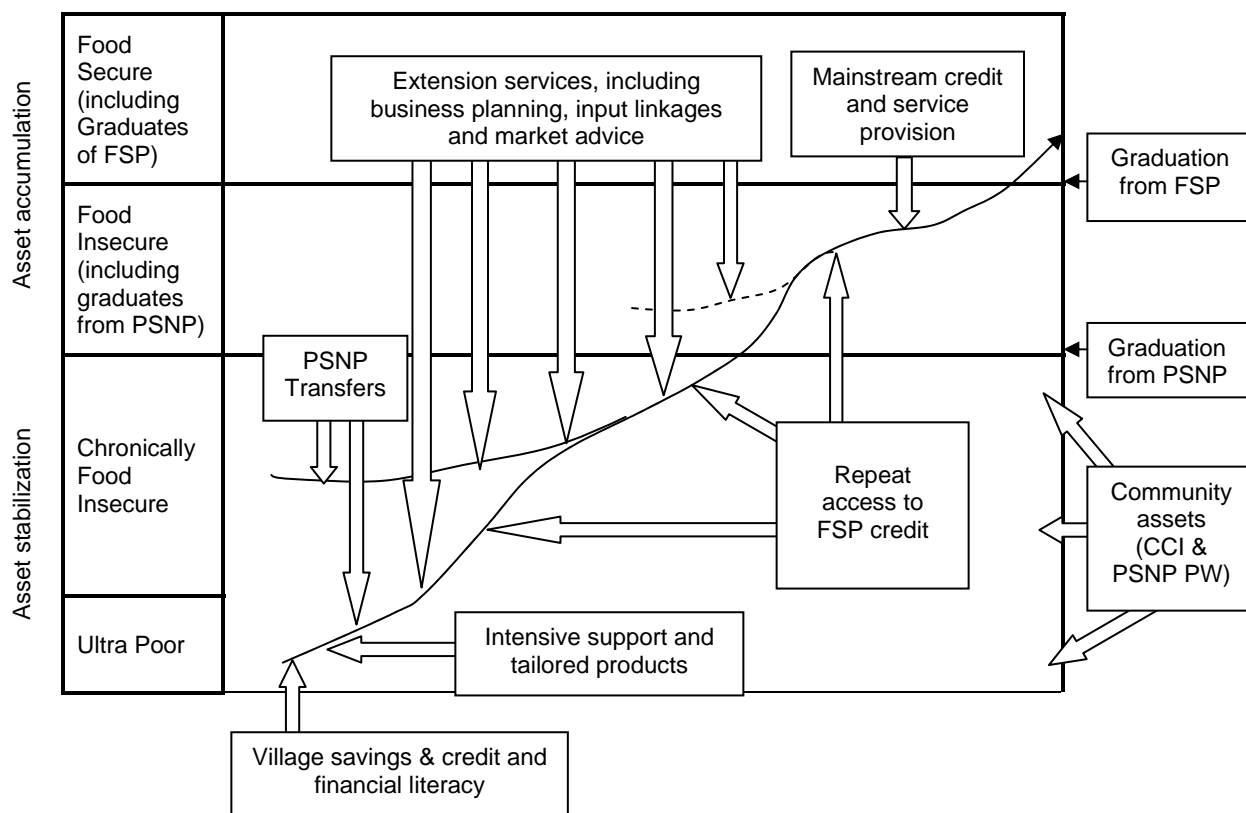 Asset accumulation
Asset stabilization
Food
Secure
(including
Graduates
of FSP)
Food
Insecure
(including
graduates
from PSNP)
Chronically
Food
Insecure
Ultra Poor
Extension services, including
business planning, input linkages
and market advice
Mainstream credit
and service
provision
Graduation
from FSP
PSNP
Transfers
Graduation
from PSNP
Repeat
access to
FSP credit
Community
assets
(CCI &
PSNP PW)
Intensive support and
tailored products
Village savings & credit and
financial literacy